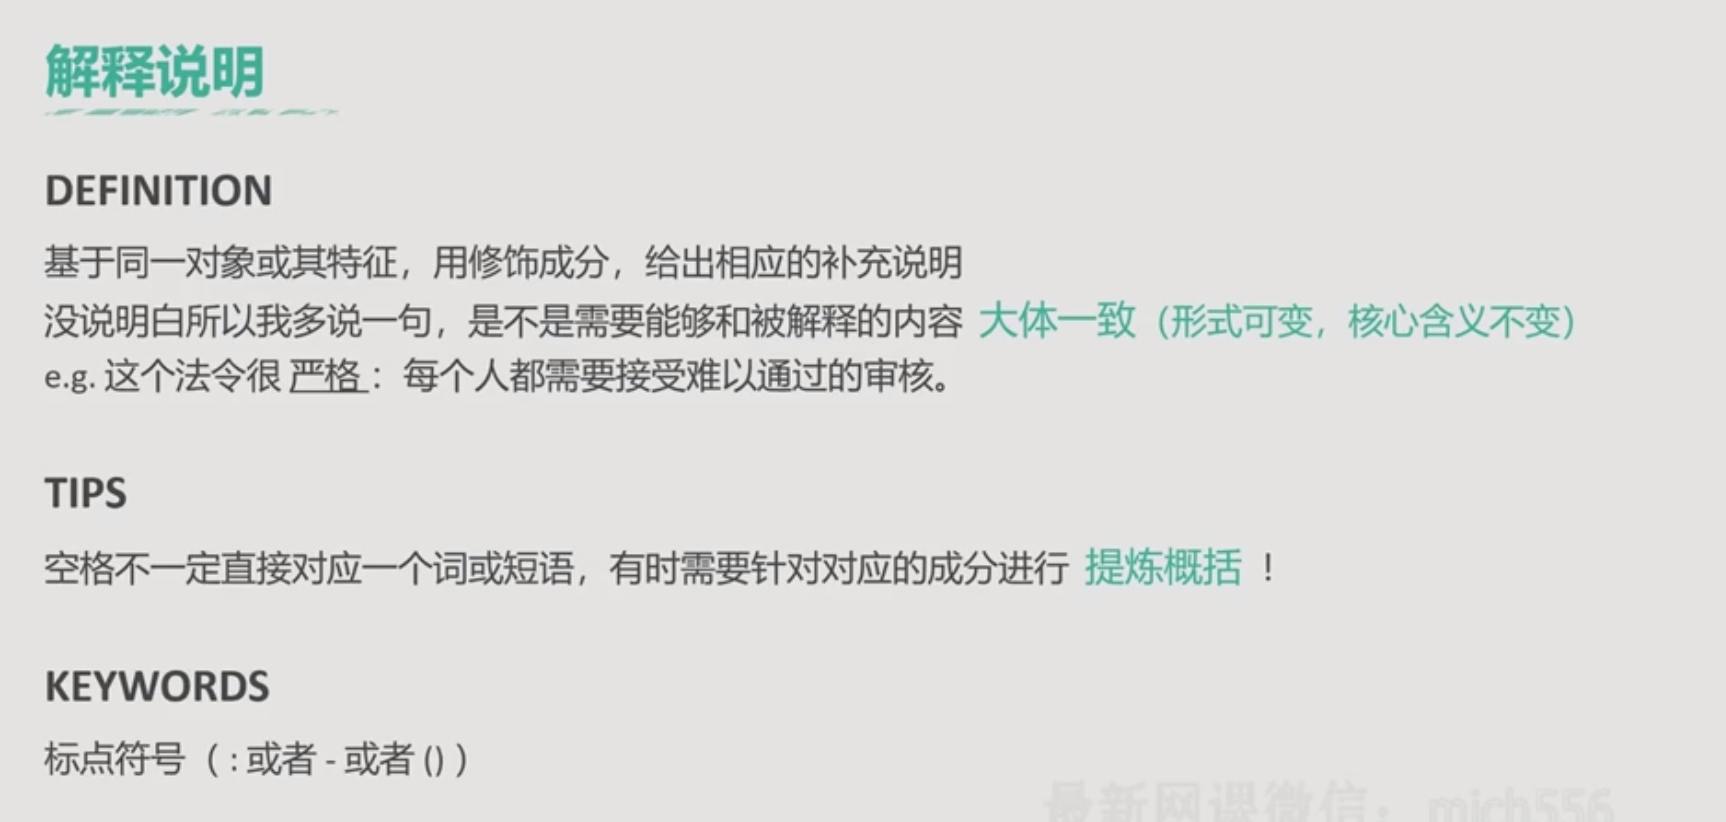 解释说明
DEFINITION
基于同一对象或其特征，用修饰成分，给出相应的补充说明
没说明白所以我多说一句，是不是需要能够和被解释的内容 大体一致（形式可变，核心含义不变）
e.g. 这个法令很 严格 ：每个人都需要接受难以通过的审核。
TIPS
空格不一定直接对应一个词或短语，有时需要针对对应的成分进行 提炼概括 ！
KEYWORDS
标点符号（ : 或者 - 或者 () ）
最新网课微信：mich556